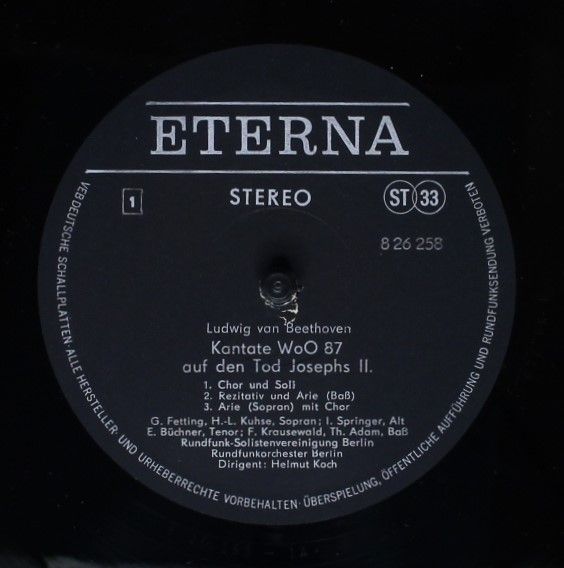 ETERNA
1
STEREO
ST 33
8 26 258
Ludwig van Beethoven
Kantate WoO 87
auf den Tod Josephs II.
1. Chor und Soli
2. Rezitativ und Arie (Baß)
3. Arie (Sopran) mit Chor
G. Fetting, H.-L. Kuhse, Sopran; I. Springer, Alt
E. Büchner, Tenor; F. Krausewald, Th. Adam, Baß
Rundfunk-Solistenvereinigung Berlin
Rundfunkorchester Berlin
Dirigent: Helmut Koch
VEB DEUTSCHE SCHALLPLATTEN · ALLE HERSTELLER- UND URHEBERRECHTE VORBEHALTEN · ÜBERSPIELUNG, ÖFFENTLICHE AUFFÜHRUNG UND RUNDFUNKSENDUNG VERBOTEN